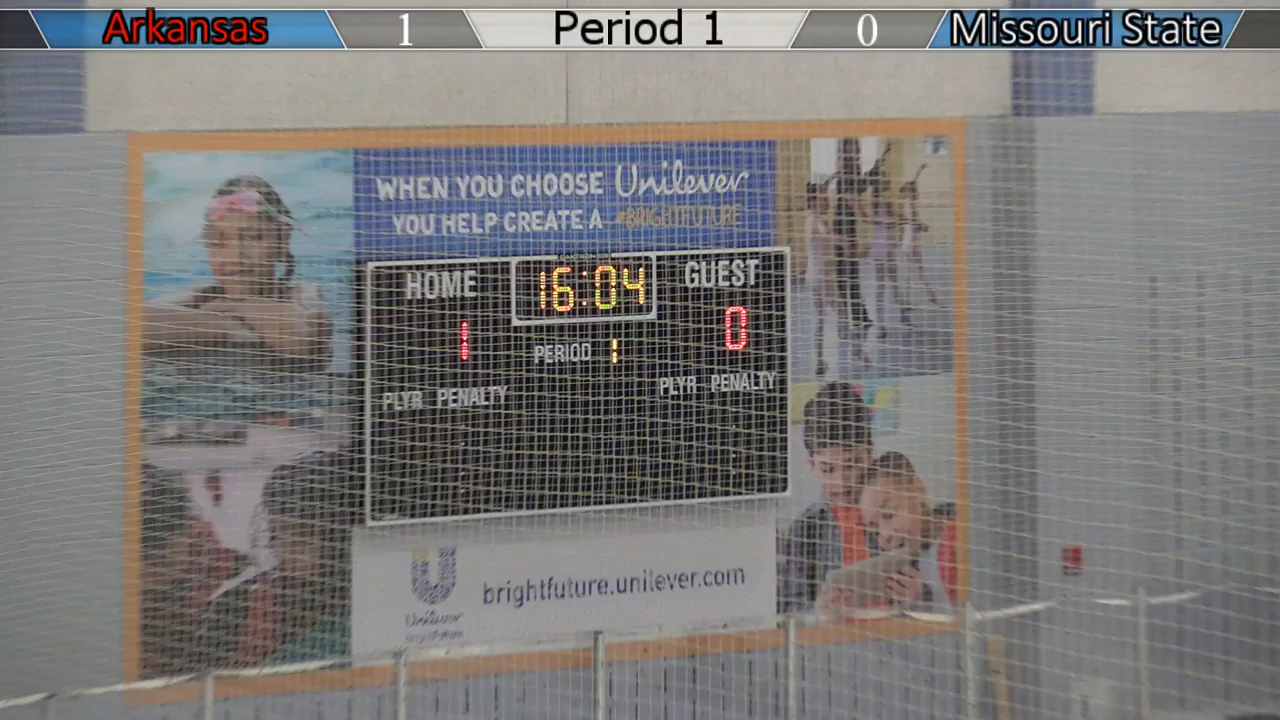 Arkansas 1 Period 1 0 Missouri State
WHEN YOU CHOOSE Unilever
YOU HELP CREATE A #BRIGHTFUTURE
HOME 16:04 GUEST
1 PERIOD 1 0
PLYR PENALTY PLYR PENALTY
brightfuture.unilever.com
Unilever